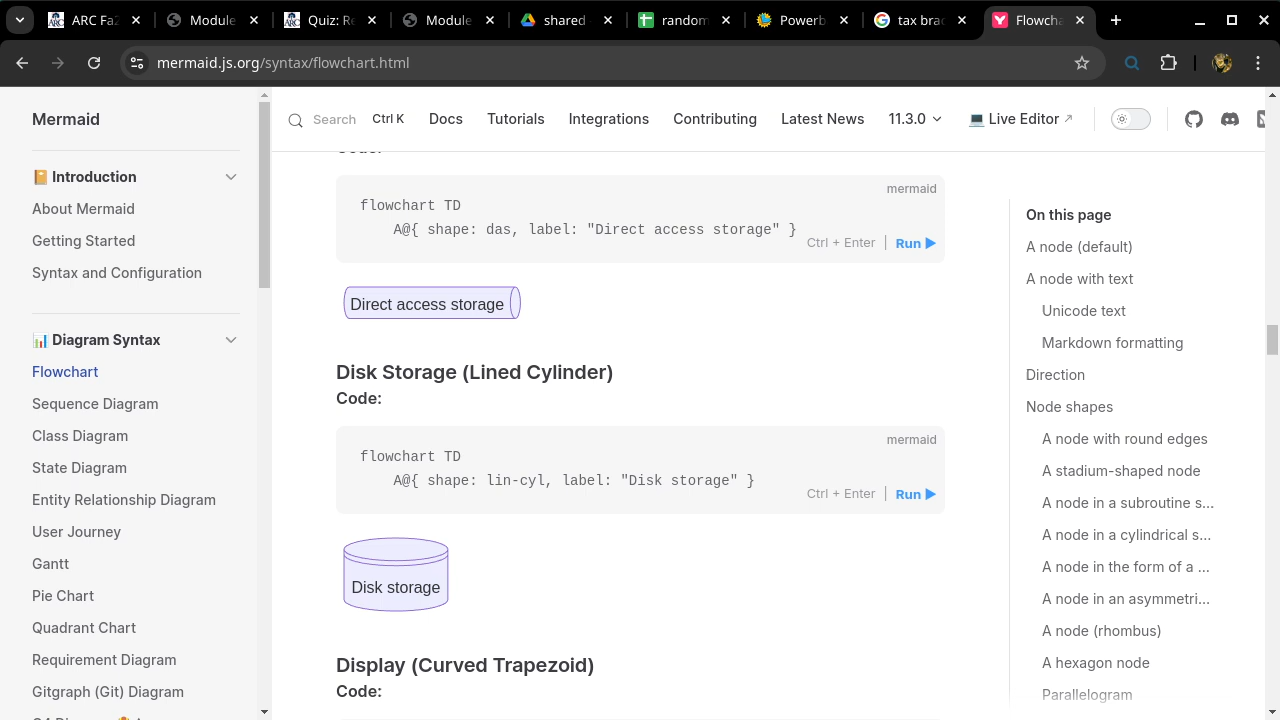 ARC Fa2
Module
Quiz: Re
Module
shared
random
Powerb
tax brac
Flowcha
mermaid.js.org/syntax/flowchart.html
Mermaid
Search Ctrl K
Docs
Tutorials
Integrations
Contributing
Latest News
11.3.0
💻 Live Editor ↗
📔 Introduction
About Mermaid
Getting Started
Syntax and Configuration
📊 Diagram Syntax
Flowchart
Sequence Diagram
Class Diagram
State Diagram
Entity Relationship Diagram
User Journey
Gantt
Pie Chart
Quadrant Chart
Requirement Diagram
Gitgraph (Git) Diagram
Code:
mermaid
flowchart TD
A@{ shape: das, label: "Direct access storage" }
Ctrl + Enter | Run ▶
Direct access storage
Disk Storage (Lined Cylinder)
Code:
mermaid
flowchart TD
A@{ shape: lin-cyl, label: "Disk storage" }
Ctrl + Enter | Run ▶
Disk storage
Display (Curved Trapezoid)
Code:
On this page
A node (default)
A node with text
Unicode text
Markdown formatting
Direction
Node shapes
A node with round edges
A stadium-shaped node
A node in a subroutine s...
A node in a cylindrical s...
A node in the form of a ...
A node in an asymmetri...
A node (rhombus)
A hexagon node
Parallelogram